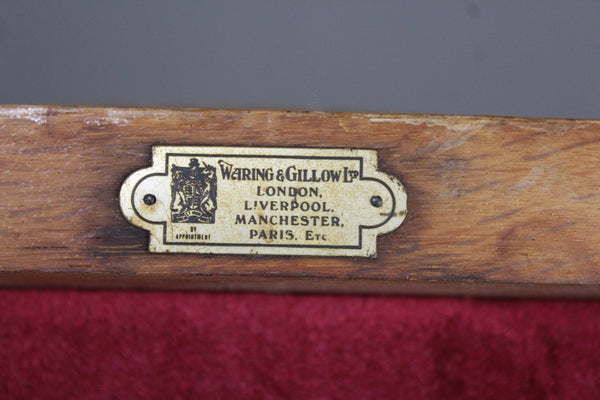 WARING & GILLOW LTD
LONDON,
LIVERPOOL,
MANCHESTER,
PARIS, ETC
BY
APPOINTMENT